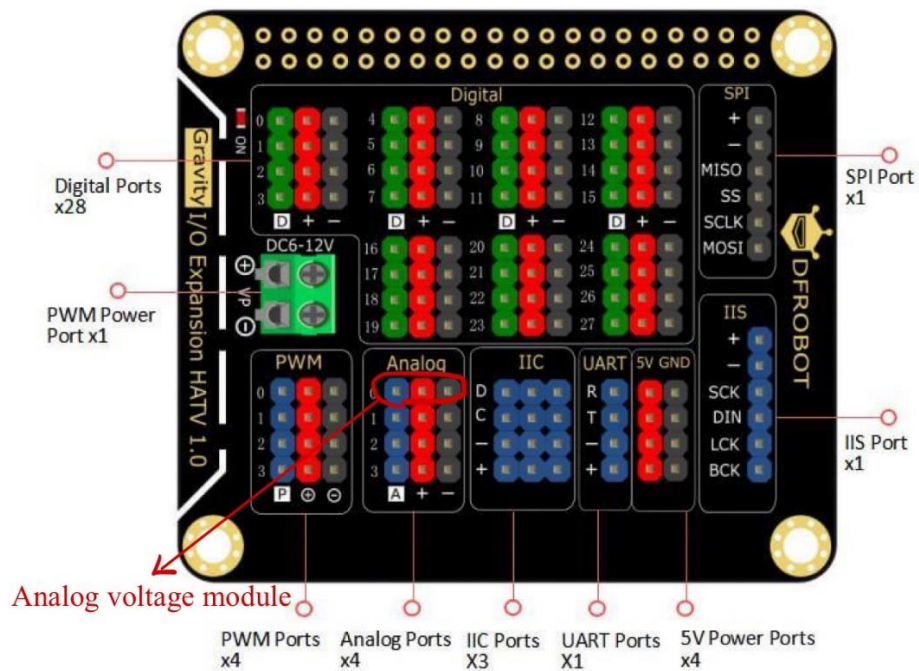 Digital
SPI
0
1
2
3
4
5
6
7
8
9
10
11
12
13
14
15
D + −
D + −
D + −
D + −
ON
Gravity I/O Expansion HATV 1.0
DC6-12V
+ VP −
16
17
18
19
20
21
22
23
24
25
26
27
+
−
MISO
SS
SCLK
MOSI
DFROBOT
IIS
+
−
SCK
DIN
LCK
BCK
PWM
0
1
2
3
P + −
Analog
0
1
2
3
A + −
IIC
D
C
−
+
UART
R
T
−
+
5V GND
Digital Ports
x28
PWM Power
Port x1
SPI Port
x1
IIS Port
x1
Analog voltage module
PWM Ports
x4
Analog Ports
x4
IIC Ports
X3
UART Ports
X1
5V Power Ports
x4